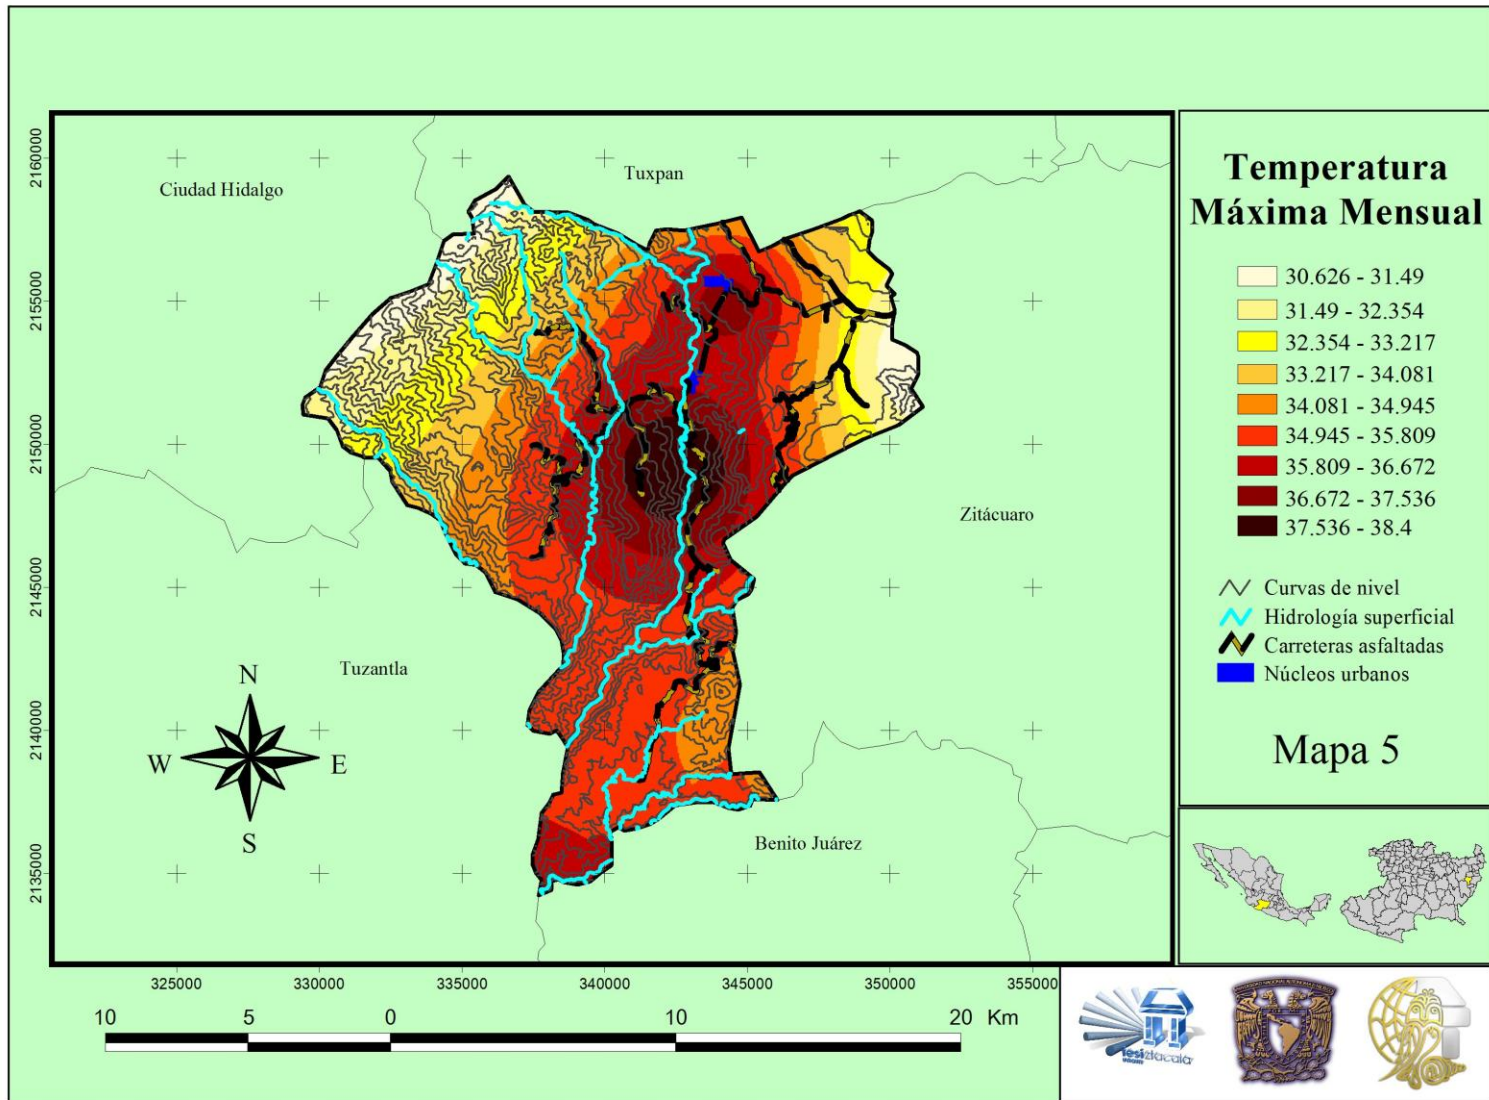 Temperatura
Máxima Mensual
30.626 - 31.49
31.49 - 32.354
32.354 - 33.217
33.217 - 34.081
34.081 - 34.945
34.945 - 35.809
35.809 - 36.672
36.672 - 37.536
37.536 - 38.4
Curvas de nivel
Hidrología superficial
Carreteras asfaltadas
Núcleos urbanos
Mapa 5
Ciudad Hidalgo
Tuxpan
Zitácuaro
Tuzantla
Benito Juárez
N
W E
S
2160000
2155000
2150000
2145000
2140000
2135000
325000 330000 335000 340000 345000 350000 355000
10 5 0 10 20 Km
iztacala